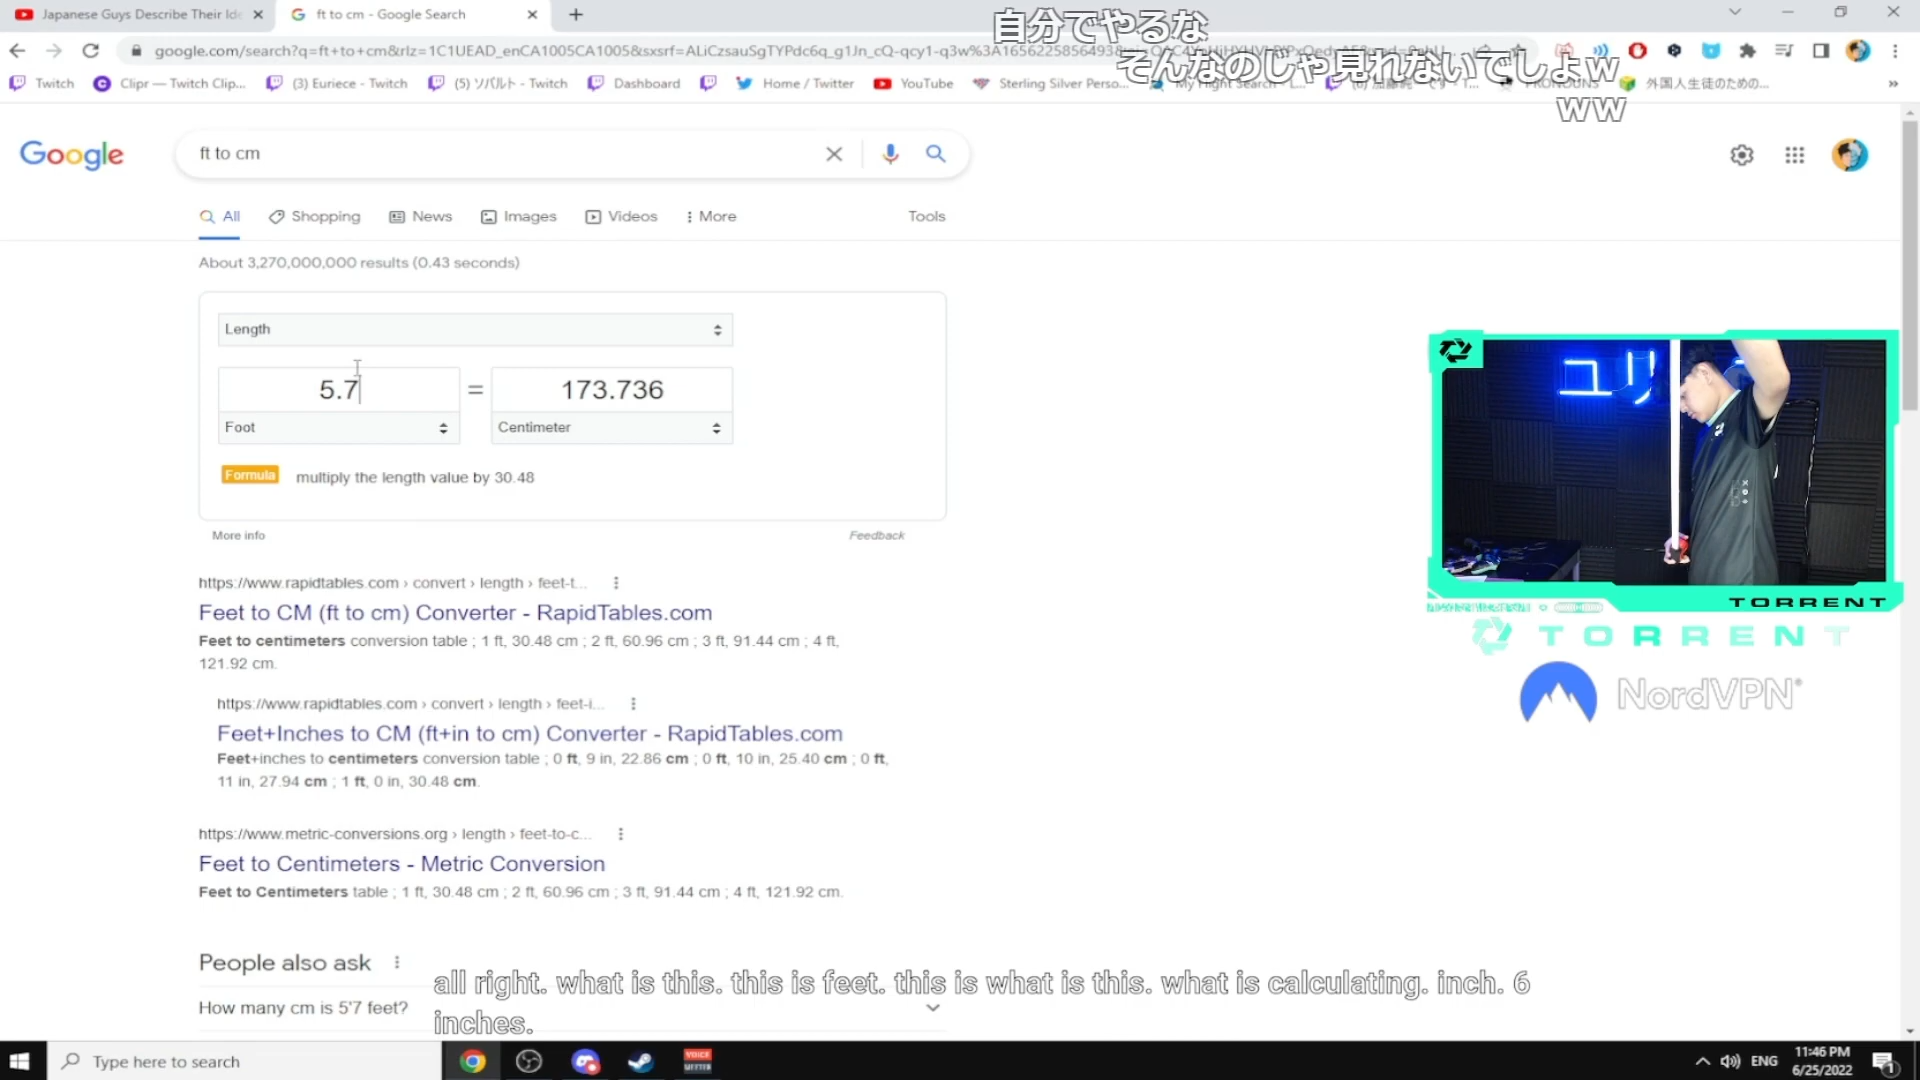 Japanese Guys Describe Their Ide
ft to cm - Google Search
自分でやるな
google.com/search?q=ft+to+cm&rlz=1C1UEAD_enCA1005CA1005&sxsrf=ALiCzsauSgTYPdc6q_g1Jn_cQ-qcy1-q3w%3A1656225856493
そんなのじゃ見れないでしょw
Twitch
Clipr — Twitch Clip...
(3) Euriece - Twitch
(5) ソバルト - Twitch
Dashboard
Home / Twitter
YouTube
Sterling Silver Perso...
My Flight Search - L...
PRONOUNS
外国人生徒のための...
ww
Google
ft to cm
All
Shopping
News
Images
Videos
More
Tools
About 3,270,000,000 results (0.43 seconds)
Length
5.7
=
173.736
Foot
Centimeter
Formula
multiply the length value by 30.48
More info
Feedback
https://www.rapidtables.com › convert › length › feet-t...
Feet to CM (ft to cm) Converter - RapidTables.com
Feet to centimeters conversion table ; 1 ft, 30.48 cm ; 2 ft, 60.96 cm ; 3 ft, 91.44 cm ; 4 ft,
121.92 cm.
https://www.rapidtables.com › convert › length › feet-i...
Feet+Inches to CM (ft+in to cm) Converter - RapidTables.com
Feet+inches to centimeters conversion table ; 0 ft, 9 in, 22.86 cm ; 0 ft, 10 in, 25.40 cm ; 0 ft,
11 in, 27.94 cm ; 1 ft, 0 in, 30.48 cm.
https://www.metric-conversions.org › length › feet-to-c...
Feet to Centimeters - Metric Conversion
Feet to Centimeters table ; 1 ft, 30.48 cm ; 2 ft, 60.96 cm ; 3 ft, 91.44 cm ; 4 ft, 121.92 cm.
People also ask
How many cm is 5'7 feet?
ユリ
TORRENT
TORRENT
NordVPN®
all right. what is this. this is feet. this is what is this. what is calculating. inch. 6
inches.
Type here to search
VOICE
MEETER
ENG
11:46 PM
6/25/2022
1